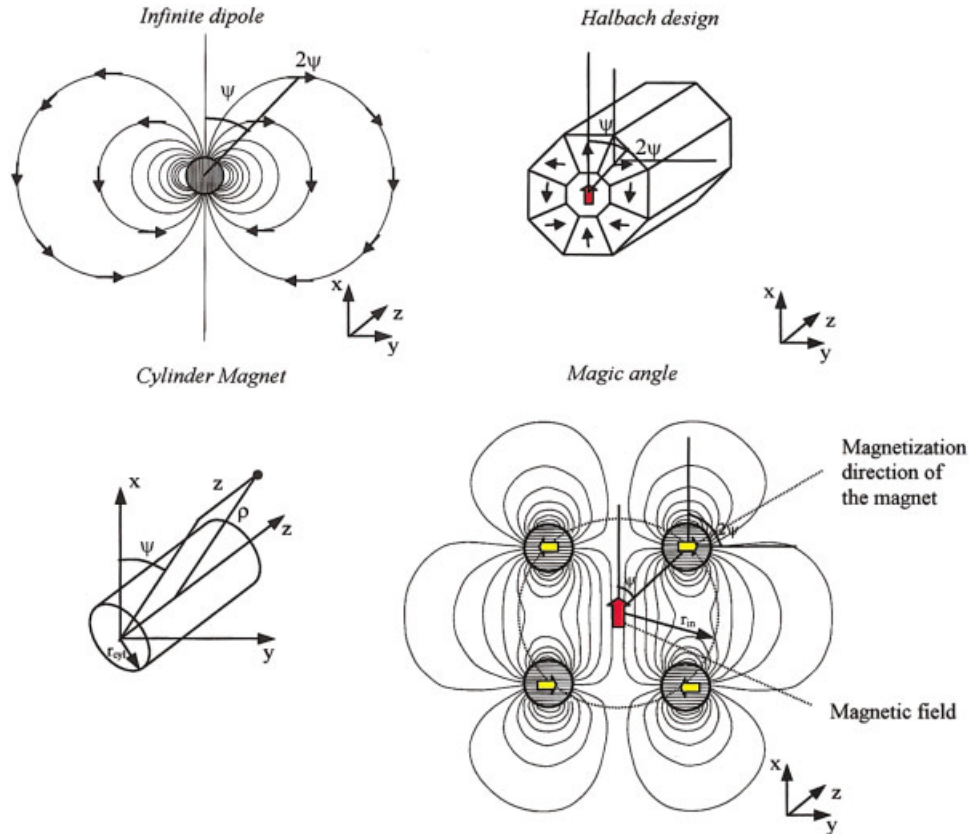 Infinite dipole
2ψ
ψ
x
z
y
Halbach design
ψ
2ψ
x
z
y
Cylinder Magnet
x
z
ρ
z
ψ
y
r_cyl
Magic angle
Magnetization
direction of
the magnet
2ψ
ψ
r_in
Magnetic field
x
z
y